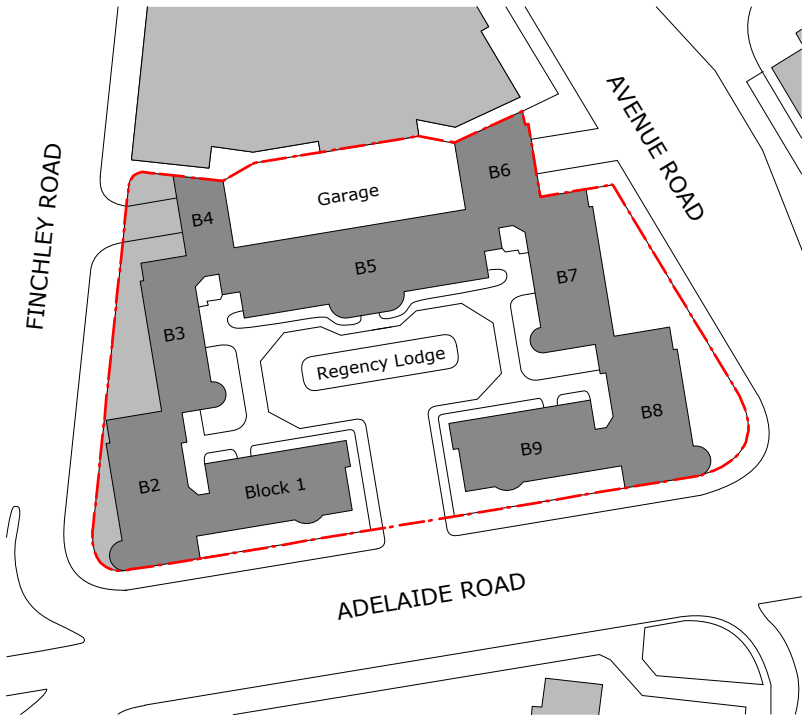 AVENUE ROAD
FINCHLEY ROAD
B6
Garage
B4
B5
B7
B3
Regency Lodge
B8
B9
B2
Block 1
ADELAIDE ROAD